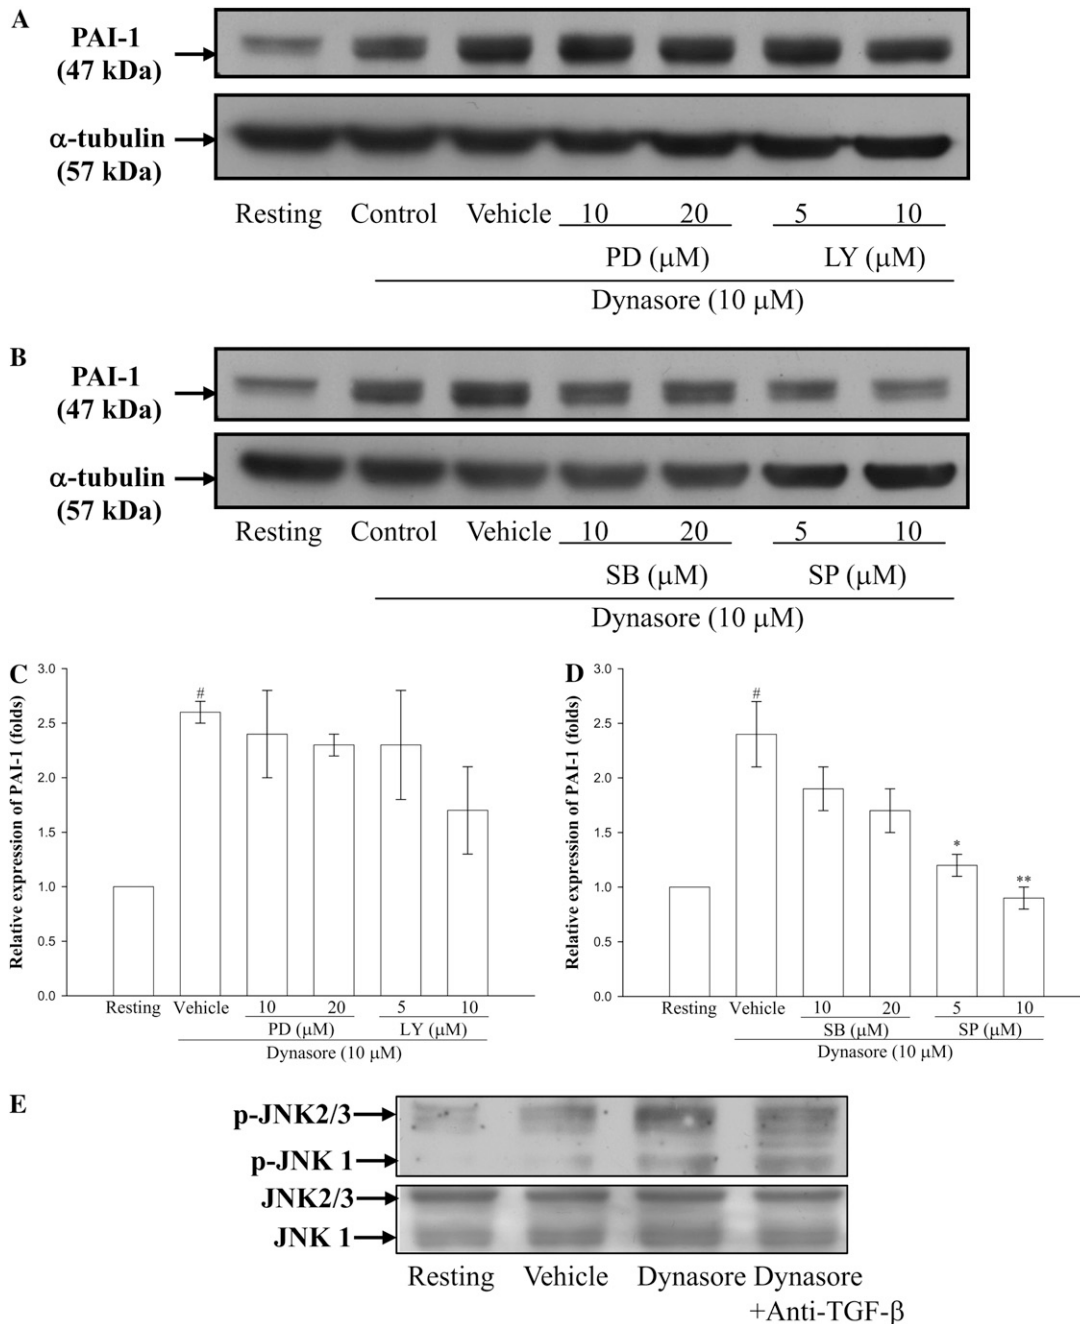 A
PAI-1
(47 kDa)
α-tubulin
(57 kDa)
Resting Control Vehicle 10 20 5 10
PD (μM) LY (μM)
Dynasore (10 μM)
B
PAI-1
(47 kDa)
α-tubulin
(57 kDa)
Resting Control Vehicle 10 20 5 10
SB (μM) SP (μM)
Dynasore (10 μM)
C
Relative expression of PAI-1 (folds)
3.0
2.5
2.0
1.5
1.0
0.5
0.0
#
Resting Vehicle 10 20 5 10
PD (μM) LY (μM)
Dynasore (10 μM)
D
Relative expression of PAI-1 (folds)
3.0
2.5
2.0
1.5
1.0
0.5
0.0
#
*
**
Resting Vehicle 10 20 5 10
SB (μM) SP (μM)
Dynasore (10 μM)
E
p-JNK2/3
p-JNK 1
JNK2/3
JNK 1
Resting Vehicle Dynasore Dynasore
+Anti-TGF-β